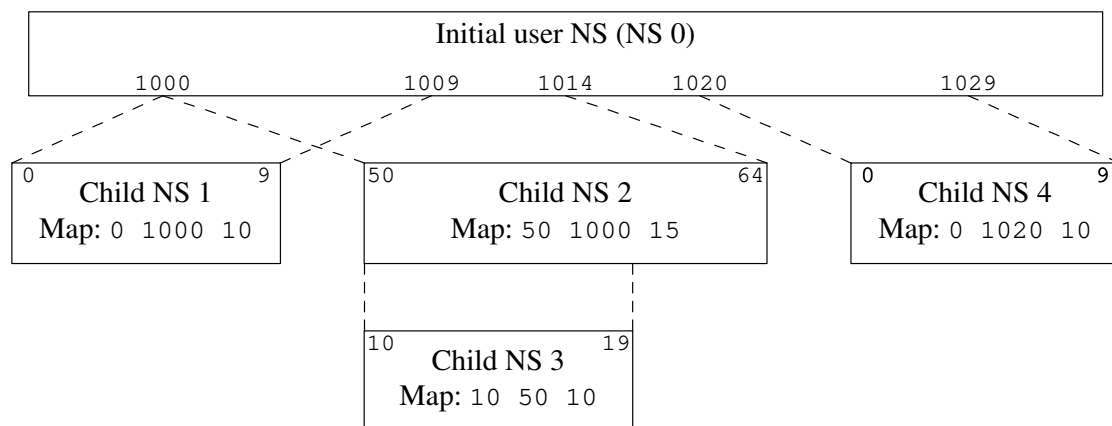 Initial user NS (NS 0)
1000 1009 1014 1020 1029
0 9 50 64 0 9
Child NS 1 Child NS 2 Child NS 4
Map: 0 1000 10 Map: 50 1000 15 Map: 0 1020 10
10 19
Child NS 3
Map: 10 50 10